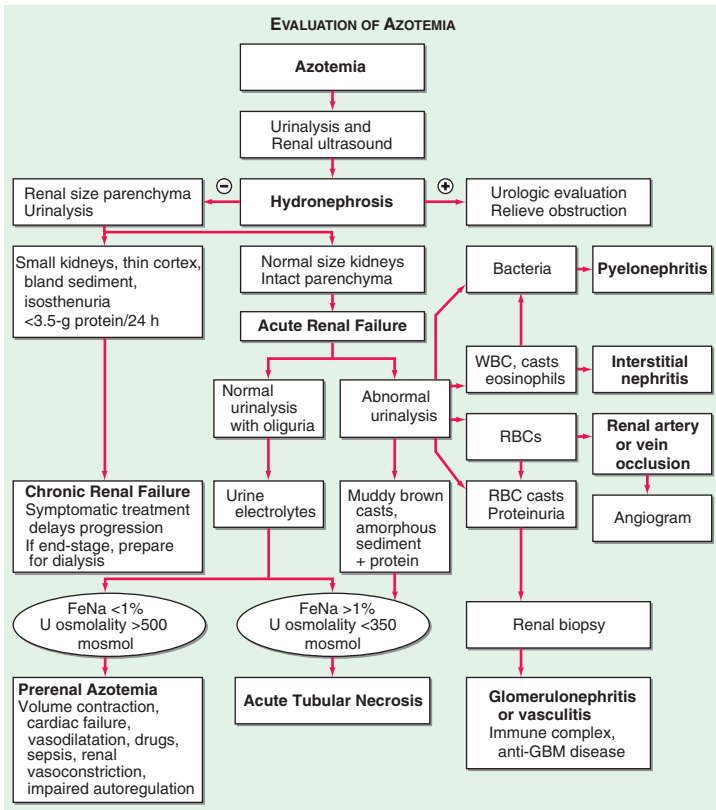 EVALUATION OF AZOTEMIA
Azotemia
Urinalysis and
Renal ultrasound
−
+
Renal size parenchyma
Urinalysis
Hydronephrosis
Urologic evaluation
Relieve obstruction
Small kidneys, thin cortex,
bland sediment,
isosthenuria
<3.5-g protein/24 h
Normal size kidneys
Intact parenchyma
Bacteria
Pyelonephritis
Acute Renal Failure
WBC, casts
eosinophils
Interstitial
nephritis
Normal
urinalysis
with oliguria
Abnormal
urinalysis
RBCs
Renal artery
or vein
occlusion
Chronic Renal Failure
Symptomatic treatment
delays progression
If end-stage, prepare
for dialysis
Urine
electrolytes
Muddy brown
casts,
amorphous
sediment
+ protein
RBC casts
Proteinuria
Angiogram
FeNa <1%
U osmolality >500
mosmol
FeNa >1%
U osmolality <350
mosmol
Renal biopsy
Prerenal Azotemia
Volume contraction,
cardiac failure,
vasodilatation, drugs,
sepsis, renal
vasoconstriction,
impaired autoregulation
Acute Tubular Necrosis
Glomerulonephritis
or vasculitis
Immune complex,
anti-GBM disease